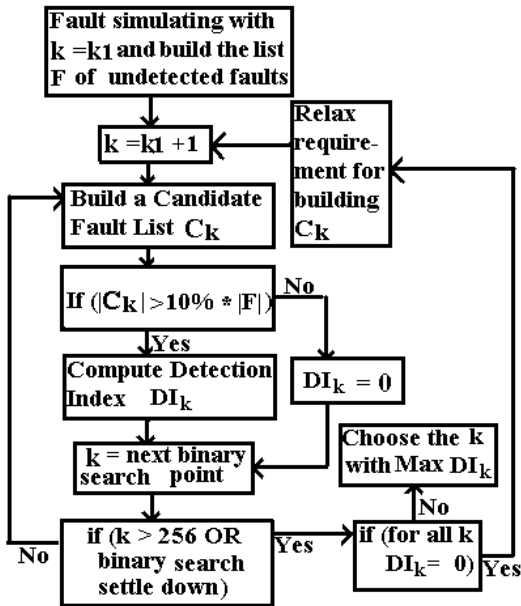 Fault simulating with
k =k1 and build the list
F of undetected faults
k =k1 +1
Relax
require-
ment for
building
Ck
Build a Candidate
Fault List Ck
If (|Ck| >10% * |F|)
No
Yes
Compute Detection
Index DIk
DIk = 0
k = next binary
search point
Choose the k
with Max DIk
No
if (k > 256 OR
binary search
settle down)
No
Yes
if (for all k
DIk= 0)
Yes